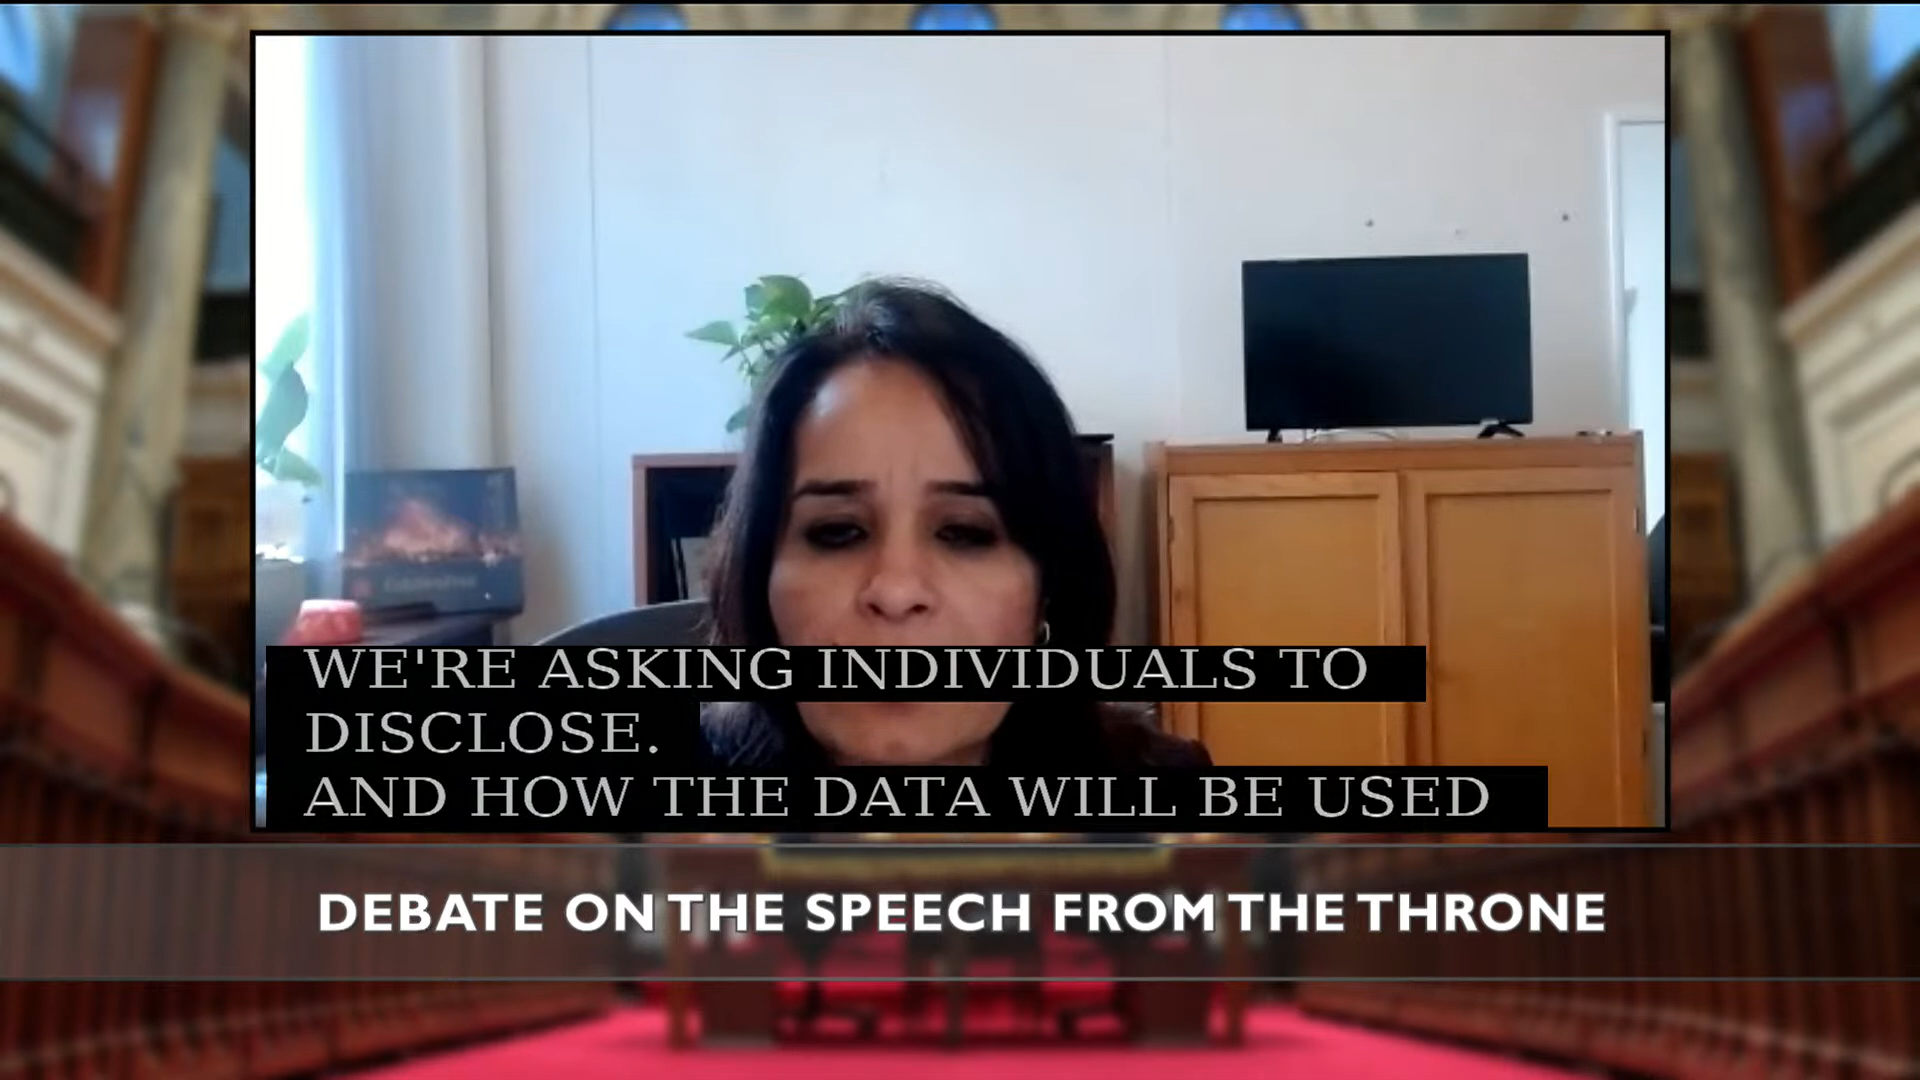 WE'RE ASKING INDIVIDUALS TO
DISCLOSE.
AND HOW THE DATA WILL BE USED
DEBATE ON THE SPEECH FROM THE THRONE